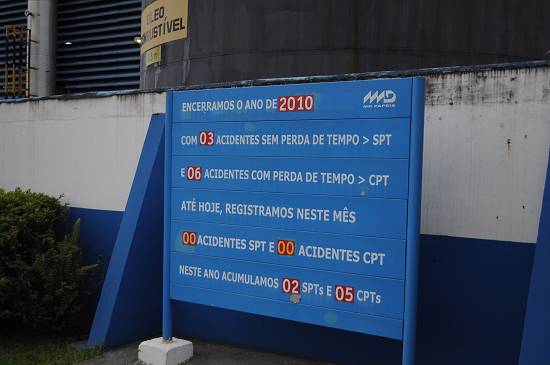 ÓLEO
COMBUSTÍVEL
ENCERRAMOS O ANO DE 2010
MD PAPÉIS
COM 03 ACIDENTES SEM PERDA DE TEMPO > SPT
E 06 ACIDENTES COM PERDA DE TEMPO > CPT
ATÉ HOJE, REGISTRAMOS NESTE MÊS
00 ACIDENTES SPT E 00 ACIDENTES CPT
NESTE ANO ACUMULAMOS 02 SPTs E 05 CPTs